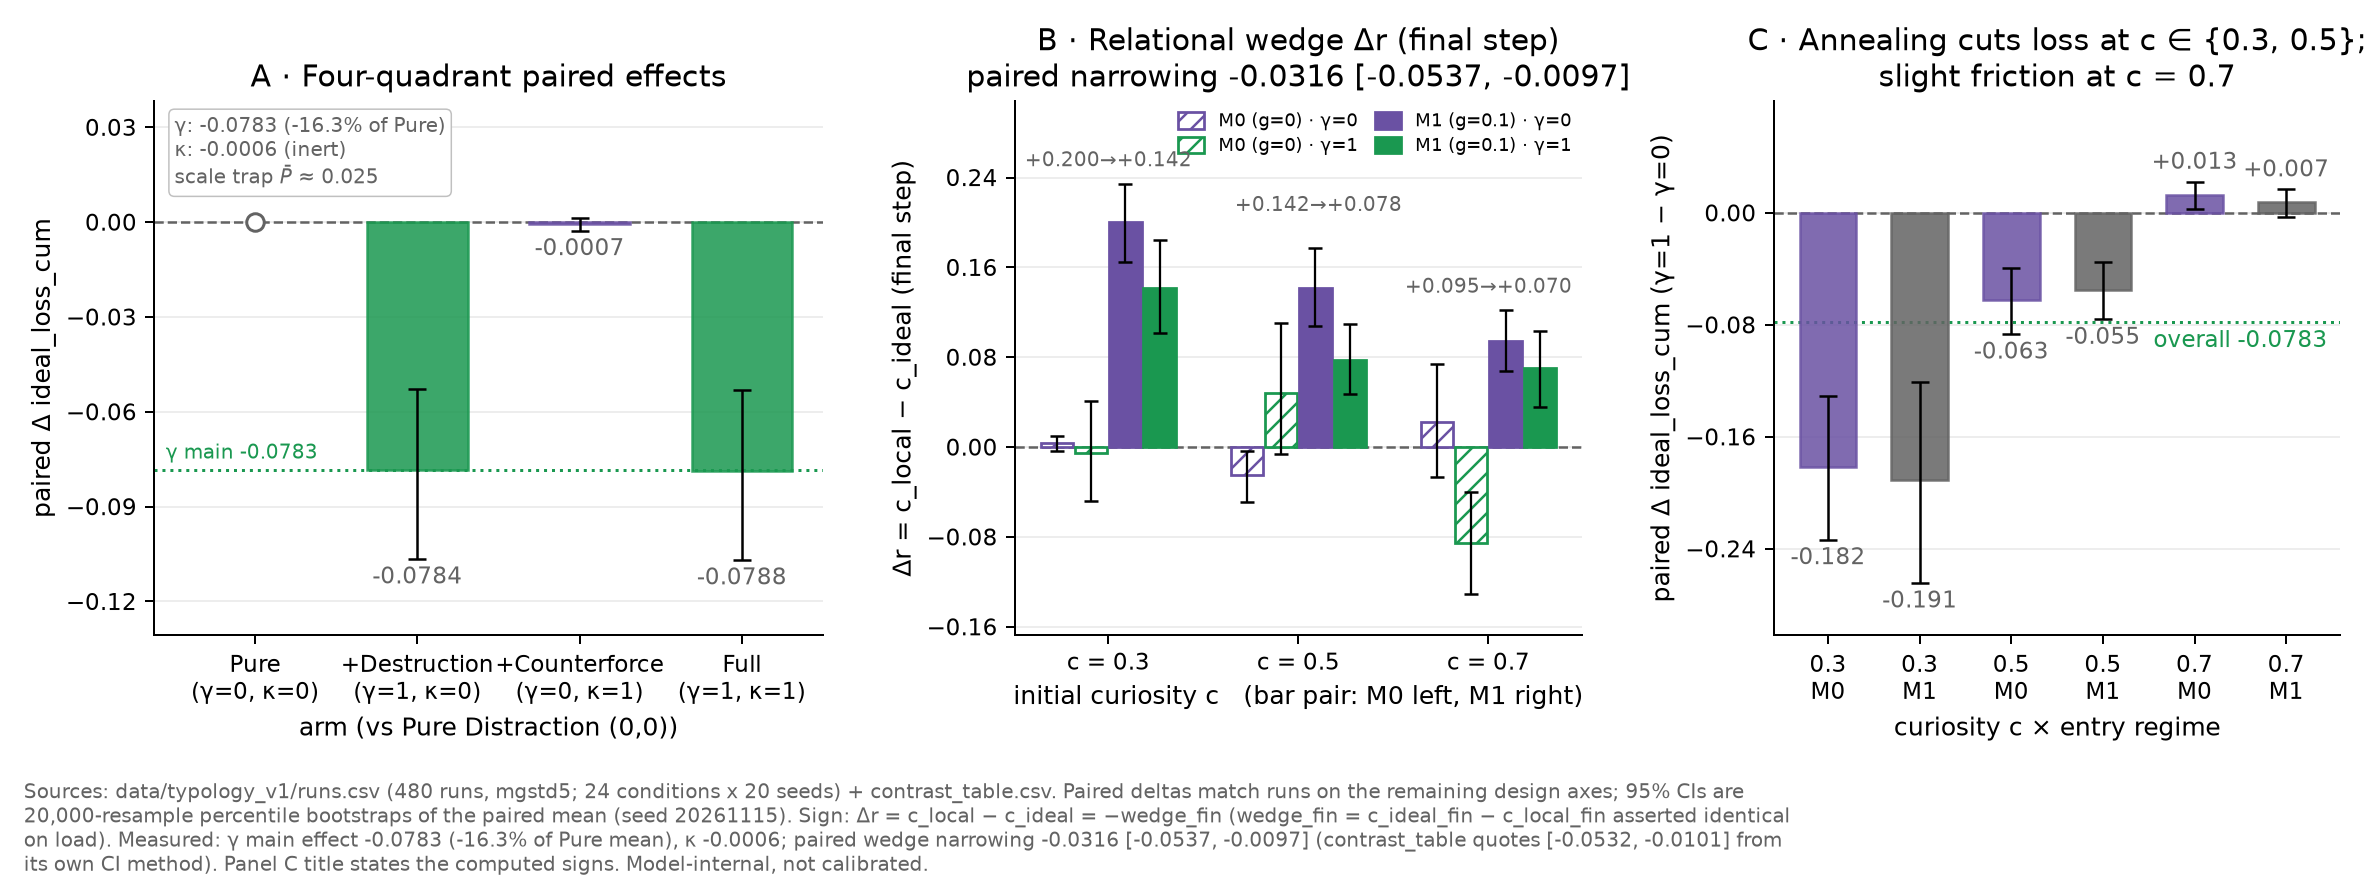 A · Four-quadrant paired effects
γ: -0.0783 (-16.3% of Pure)
κ: -0.0006 (inert)
scale trap P̄ ≈ 0.025
0.03
0.00
−0.03
−0.06
−0.09
−0.12
paired Δ ideal_loss_cum
γ main -0.0783
-0.0784
-0.0007
-0.0788
Pure
(γ=0, κ=0)
+Destruction
(γ=1, κ=0)
+Counterforce
(γ=0, κ=1)
Full
(γ=1, κ=1)
arm (vs Pure Distraction (0,0))
B · Relational wedge Δr (final step)
paired narrowing -0.0316 [-0.0537, -0.0097]
M0 (g=0) · γ=0
M0 (g=0) · γ=1
M1 (g=0.1) · γ=0
M1 (g=0.1) · γ=1
+0.200→+0.142
+0.142→+0.078
+0.095→+0.070
0.24
0.16
0.08
0.00
−0.08
−0.16
Δr = c_local − c_ideal (final step)
c = 0.3
c = 0.5
c = 0.7
initial curiosity c   (bar pair: M0 left, M1 right)
C · Annealing cuts loss at c ∈ {0.3, 0.5};
slight friction at c = 0.7
0.00
−0.08
−0.16
−0.24
paired Δ ideal_loss_cum (γ=1 − γ=0)
-0.182
-0.191
-0.063
-0.055
+0.013
+0.007
overall -0.0783
0.3
M0
0.3
M1
0.5
M0
0.5
M1
0.7
M0
0.7
M1
curiosity c × entry regime
Sources: data/typology_v1/runs.csv (480 runs, mgstd5; 24 conditions x 20 seeds) + contrast_table.csv. Paired deltas match runs on the remaining design axes; 95% CIs are
20,000-resample percentile bootstraps of the paired mean (seed 20261115). Sign: Δr = c_local − c_ideal = −wedge_fin (wedge_fin = c_ideal_fin − c_local_fin asserted identical
on load). Measured: γ main effect -0.0783 (-16.3% of Pure mean), κ -0.0006; paired wedge narrowing -0.0316 [-0.0537, -0.0097] (contrast_table quotes [-0.0532, -0.0101] from
its own CI method). Panel C title states the computed signs. Model-internal, not calibrated.